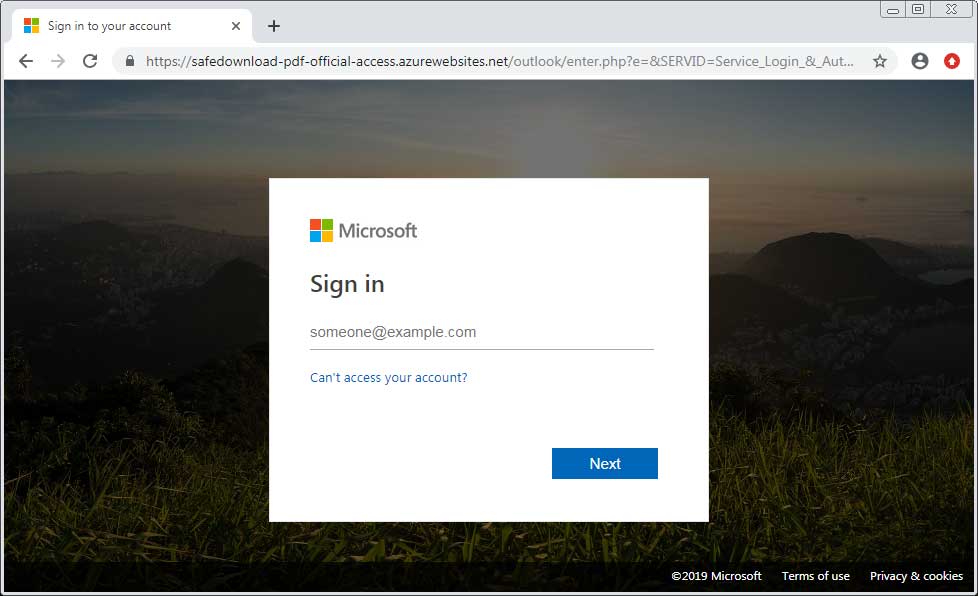 Sign in to your account
https://safedownload-pdf-official-access.azurewebsites.net/outlook/enter.php?e=&SERVID=Service_Login_&_Aut...
Microsoft
Sign in
someone@example.com
Can't access your account?
Next
©2019 Microsoft Terms of use Privacy & cookies